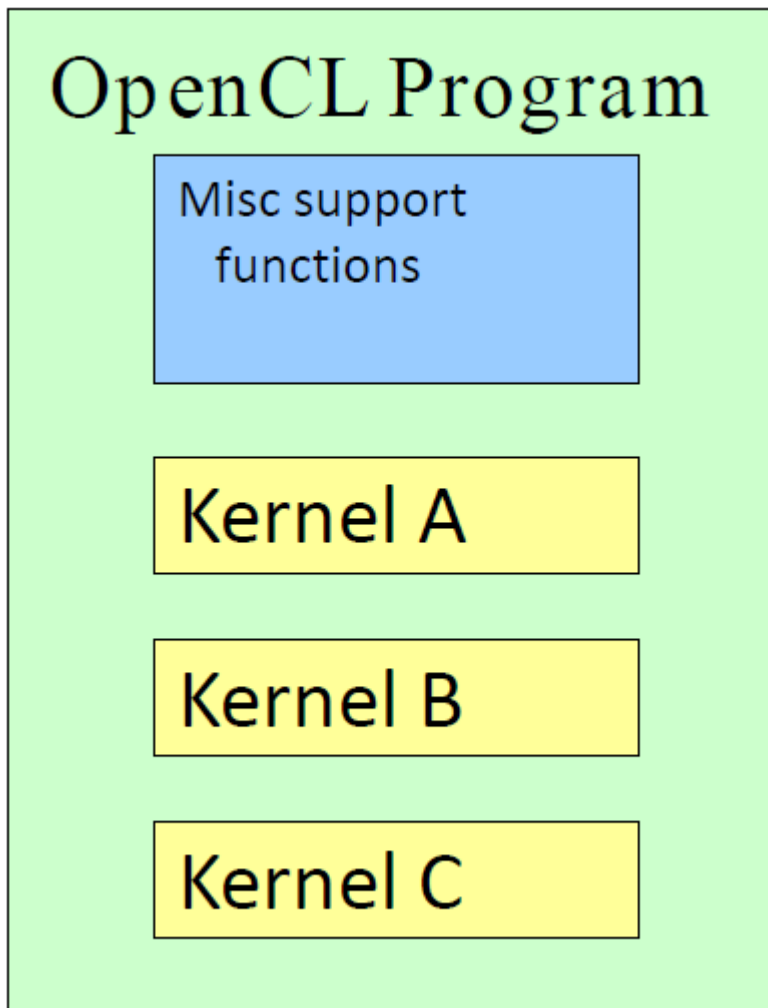 OpenCL Program
Misc support
functions
Kernel A
Kernel B
Kernel C